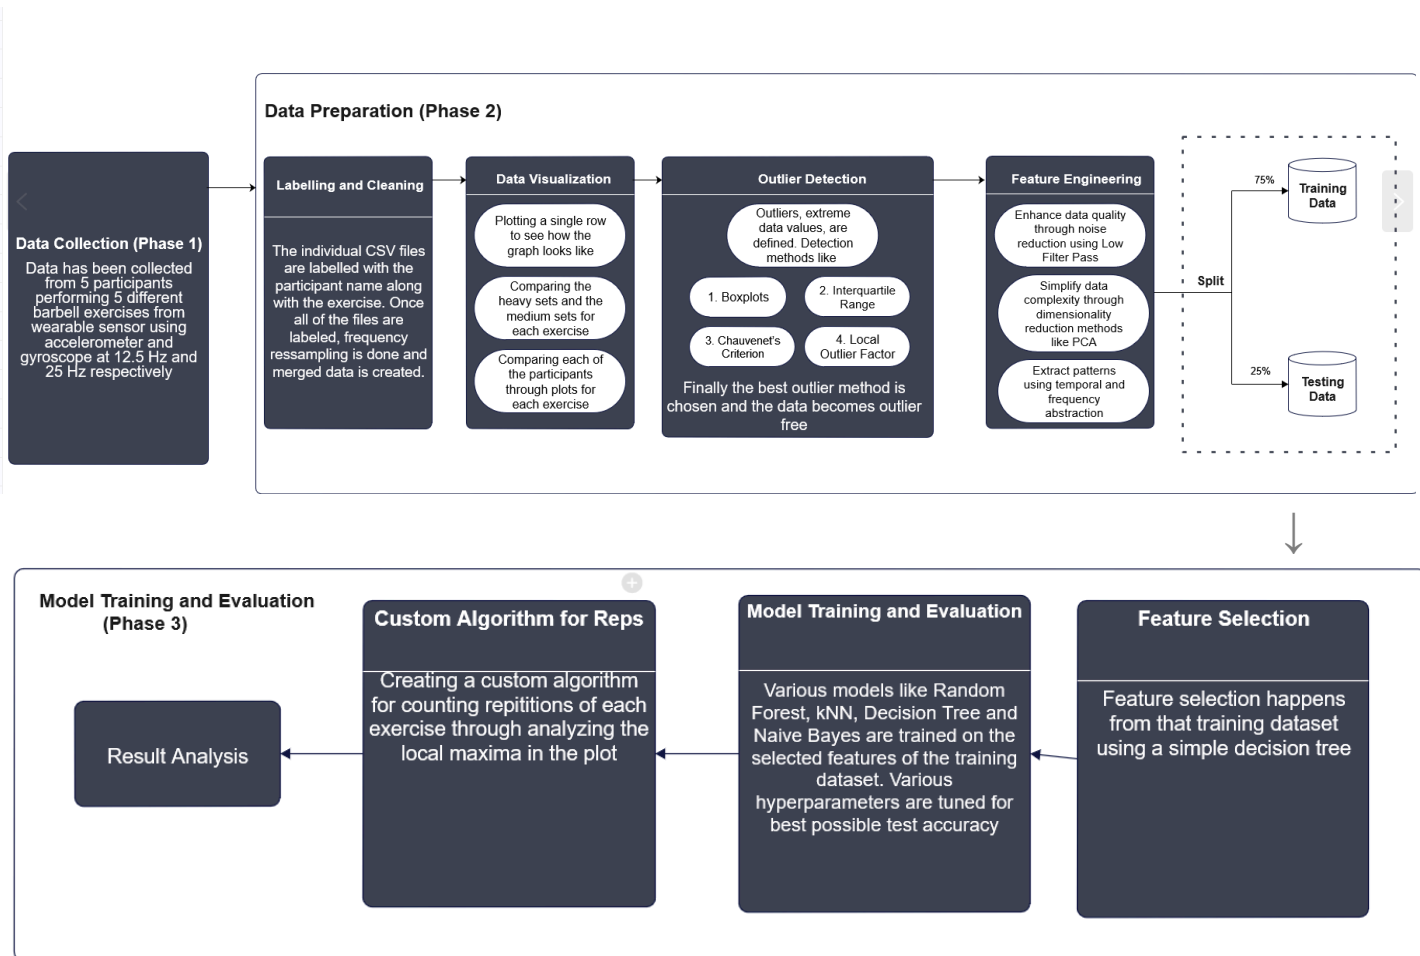 Data Preparation (Phase 2)
Data Collection (Phase 1)
Data has been collected
from 5 participants
performing 5 different
barbell exercises from
wearable sensor using
accelerometer and
gyroscope at 12.5 Hz and
25 Hz respectively
Labelling and Cleaning
The individual CSV files
are labelled with the
participant name along
with the exercise. Once
all of the files are
labeled, frequency
ressampling is done and
merged data is created.
Data Visualization
Plotting a single row
to see how the
graph looks like
Comparing the
heavy sets and the
medium sets for
each exercise
Comparing each of
the participants
through plots for
each exercise
Outlier Detection
Outliers, extreme
data values, are
defined. Detection
methods like
1. Boxplots
2. Interquartile
Range
3. Chauvenet's
Criterion
4. Local
Outlier Factor
Finally the best outlier method is
chosen and the data becomes outlier
free
Feature Engineering
Enhance data quality
through noise
reduction using Low
Filter Pass
Simplify data
complexity through
dimensionality
reduction methods
like PCA
Extract patterns
using temporal and
frequency
abstraction
Split
75%
Training
Data
25%
Testing
Data
Model Training and Evaluation
(Phase 3)
Feature Selection
Feature selection happens
from that training dataset
using a simple decision tree
Model Training and Evaluation
Various models like Random
Forest, kNN, Decision Tree and
Naive Bayes are trained on the
selected features of the training
dataset. Various
hyperparameters are tuned for
best possible test accuracy
Custom Algorithm for Reps
Creating a custom algorithm
for counting repititions of each
exercise through analyzing the
local maxima in the plot
Result Analysis